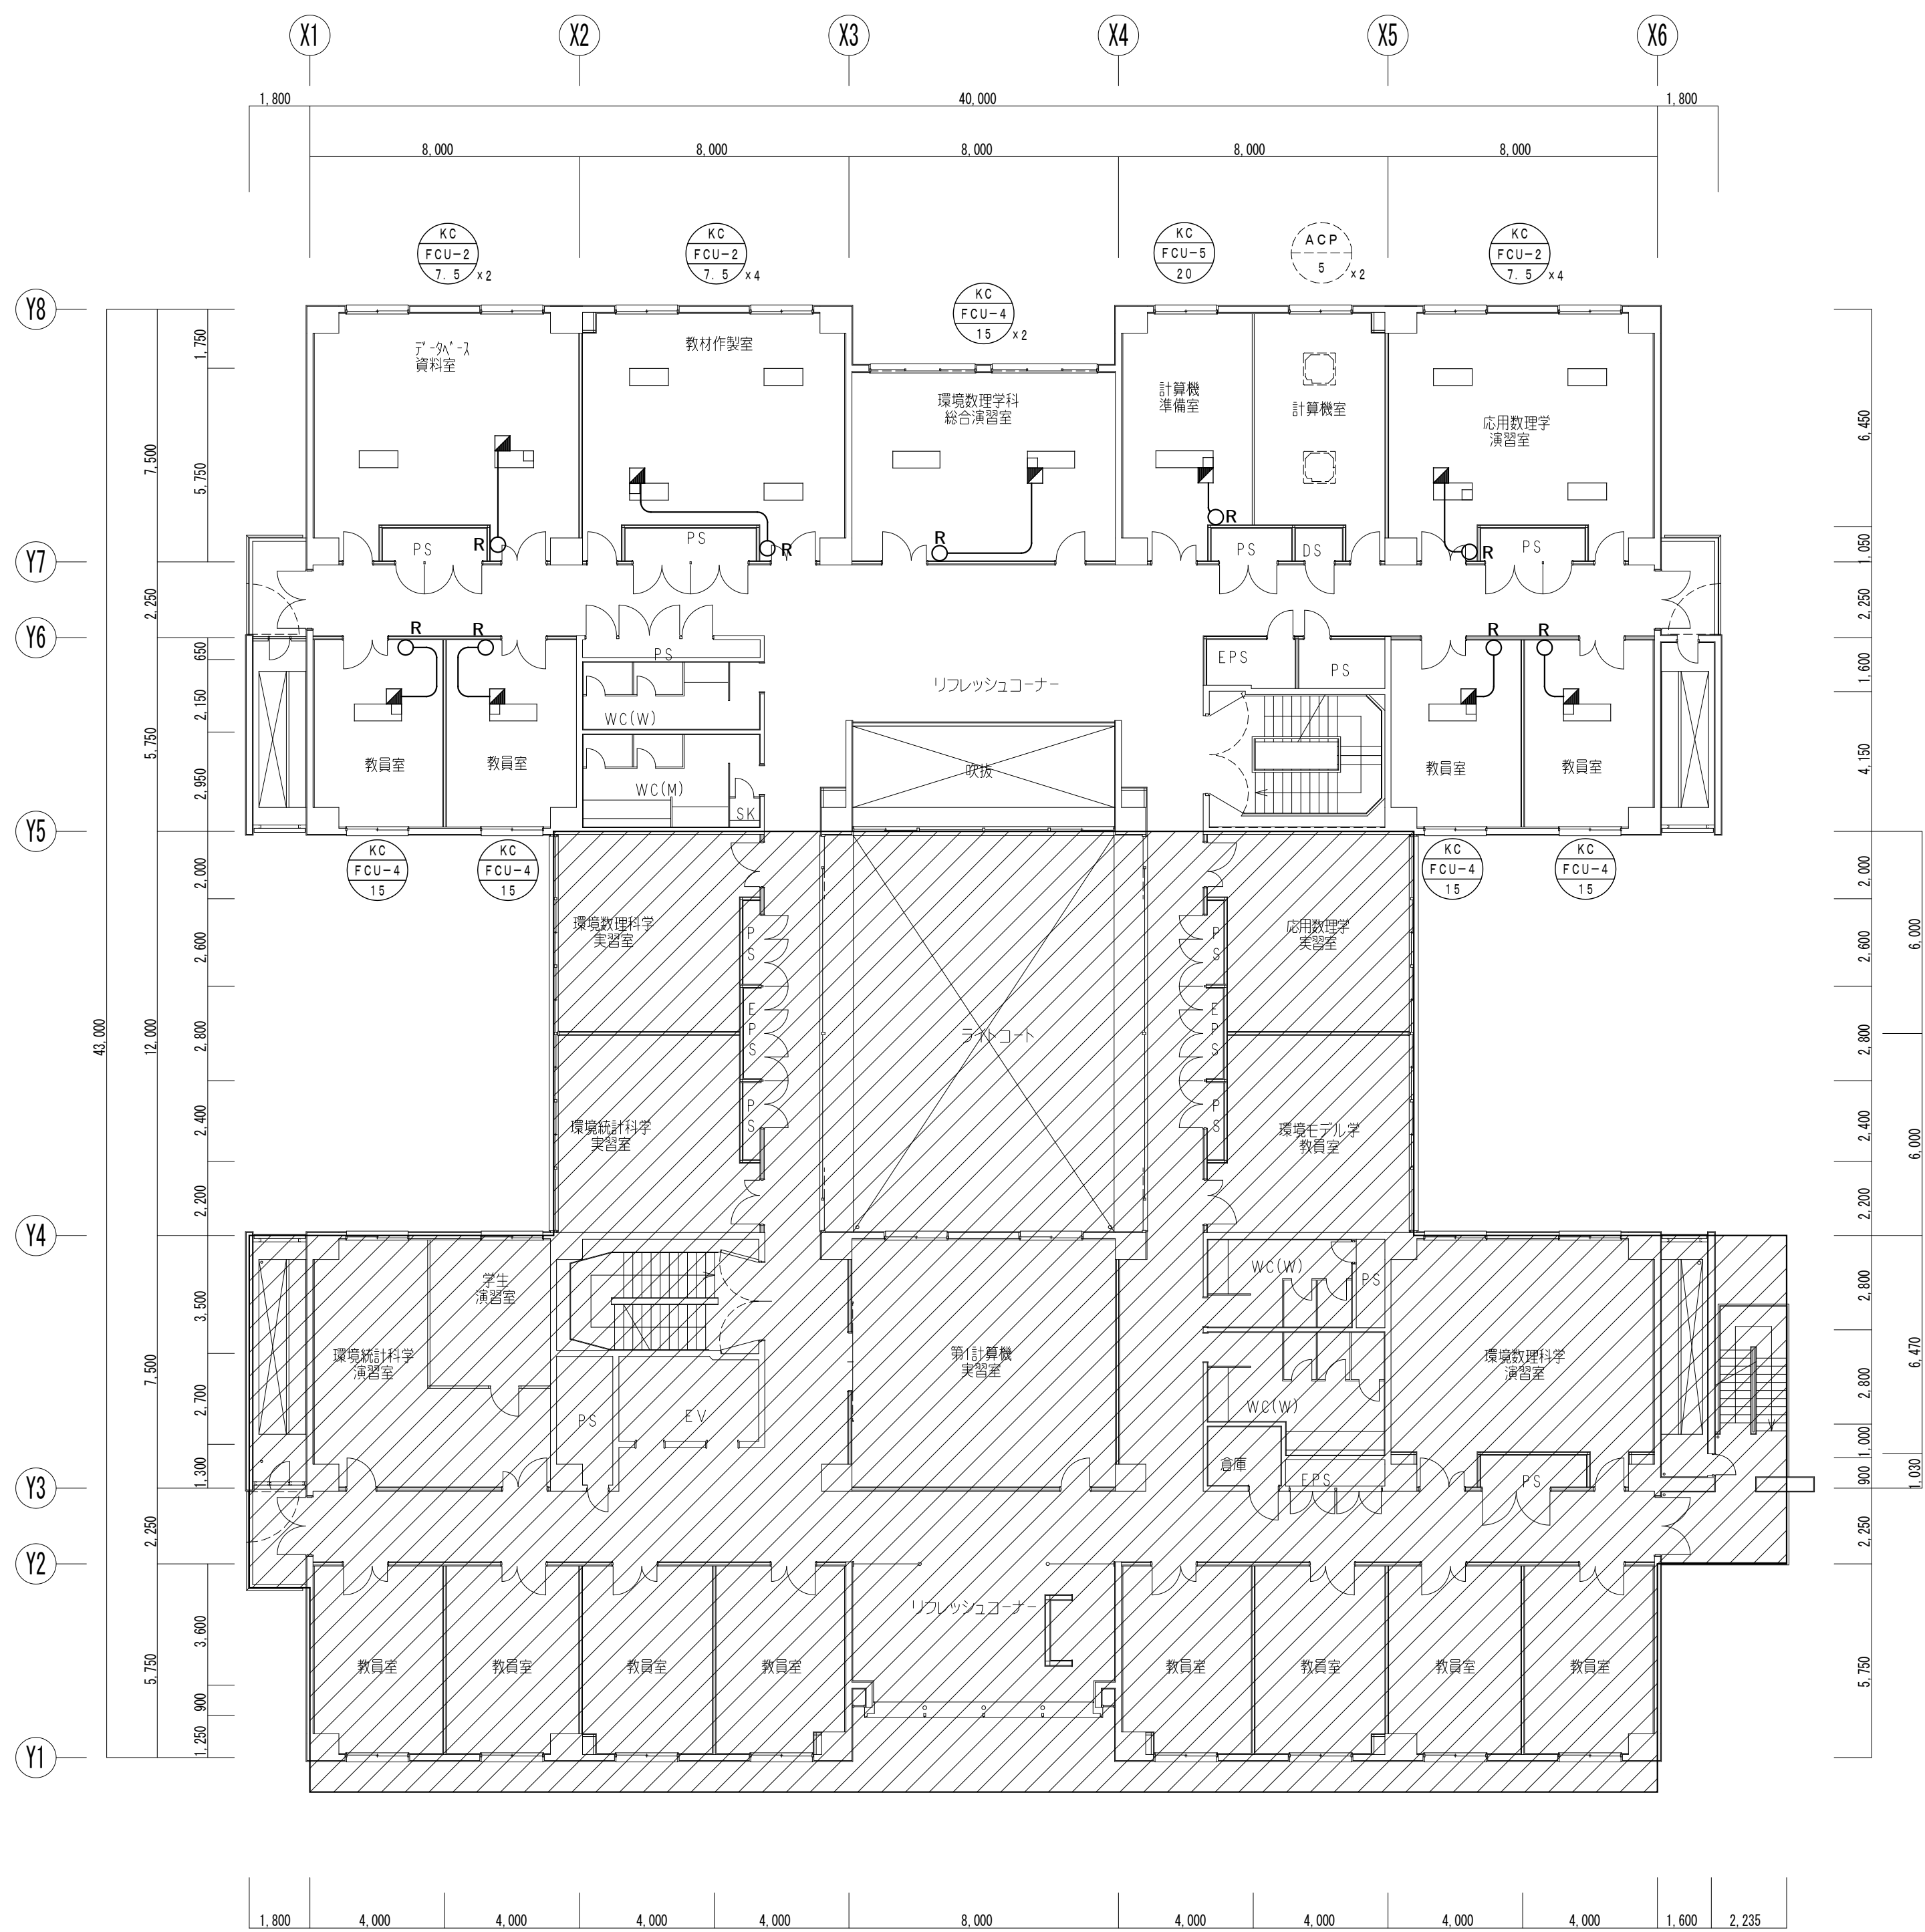 X1 X2 X3 X4 X5 X6
1,800 40,000 1,800
8,000 8,000 8,000 8,000 8,000
KC
FCU-2
7.5 x2
KC
FCU-2
7.5 x4
KC
FCU-4
15 x2
KC
FCU-5
20
ACP
5 x2
KC
FCU-2
7.5 x4
Y8
Y7
Y6
Y5
Y4
Y3
Y2
Y1
43,000
7,500
2,250
5,750
12,000
7,500
2,250
5,750
1,750
5,750
650
2,150
2,950
2,000
2,600
2,800
2,400
2,200
3,500
2,700
1,300
3,600
900
1,250
データベース
資料室
教材作製室
環境数理学科
総合演習室
計算機
準備室
計算機室
応用数理学
演習室
R
R
R
R
R
PS
PS
PS
DS
PS
R
R
R
R
PS
EPS
PS
リフレッシュコーナー
WC(W)
教員室
教員室
WC(M)
SK
吹抜
教員室
教員室
KC
FCU-4
15
KC
FCU-4
15
KC
FCU-4
15
KC
FCU-4
15
環境数理科学
実習室
PS
EPS
PS
環境統計科学
実習室
ライトコート
PS
EPS
PS
応用数理学
実習室
環境モデル学
教員室
学生
演習室
環境統計科学
演習室
PS
EV
第1計算機
実習室
WC(W)
PS
WC(W)
倉庫
EPS
環境数理科学
演習室
PS
リフレッシュコーナー
教員室
教員室
教員室
教員室
教員室
教員室
教員室
教員室
6,450
1,050
2,250
1,600
4,150
2,000
2,600
2,800
2,400
2,200
2,800
2,800
1,000
900
2,250
5,750
6,000
6,000
6,470
1,030
1,800 4,000 4,000 4,000 4,000 8,000 4,000 4,000 4,000 4,000 1,600 2,235